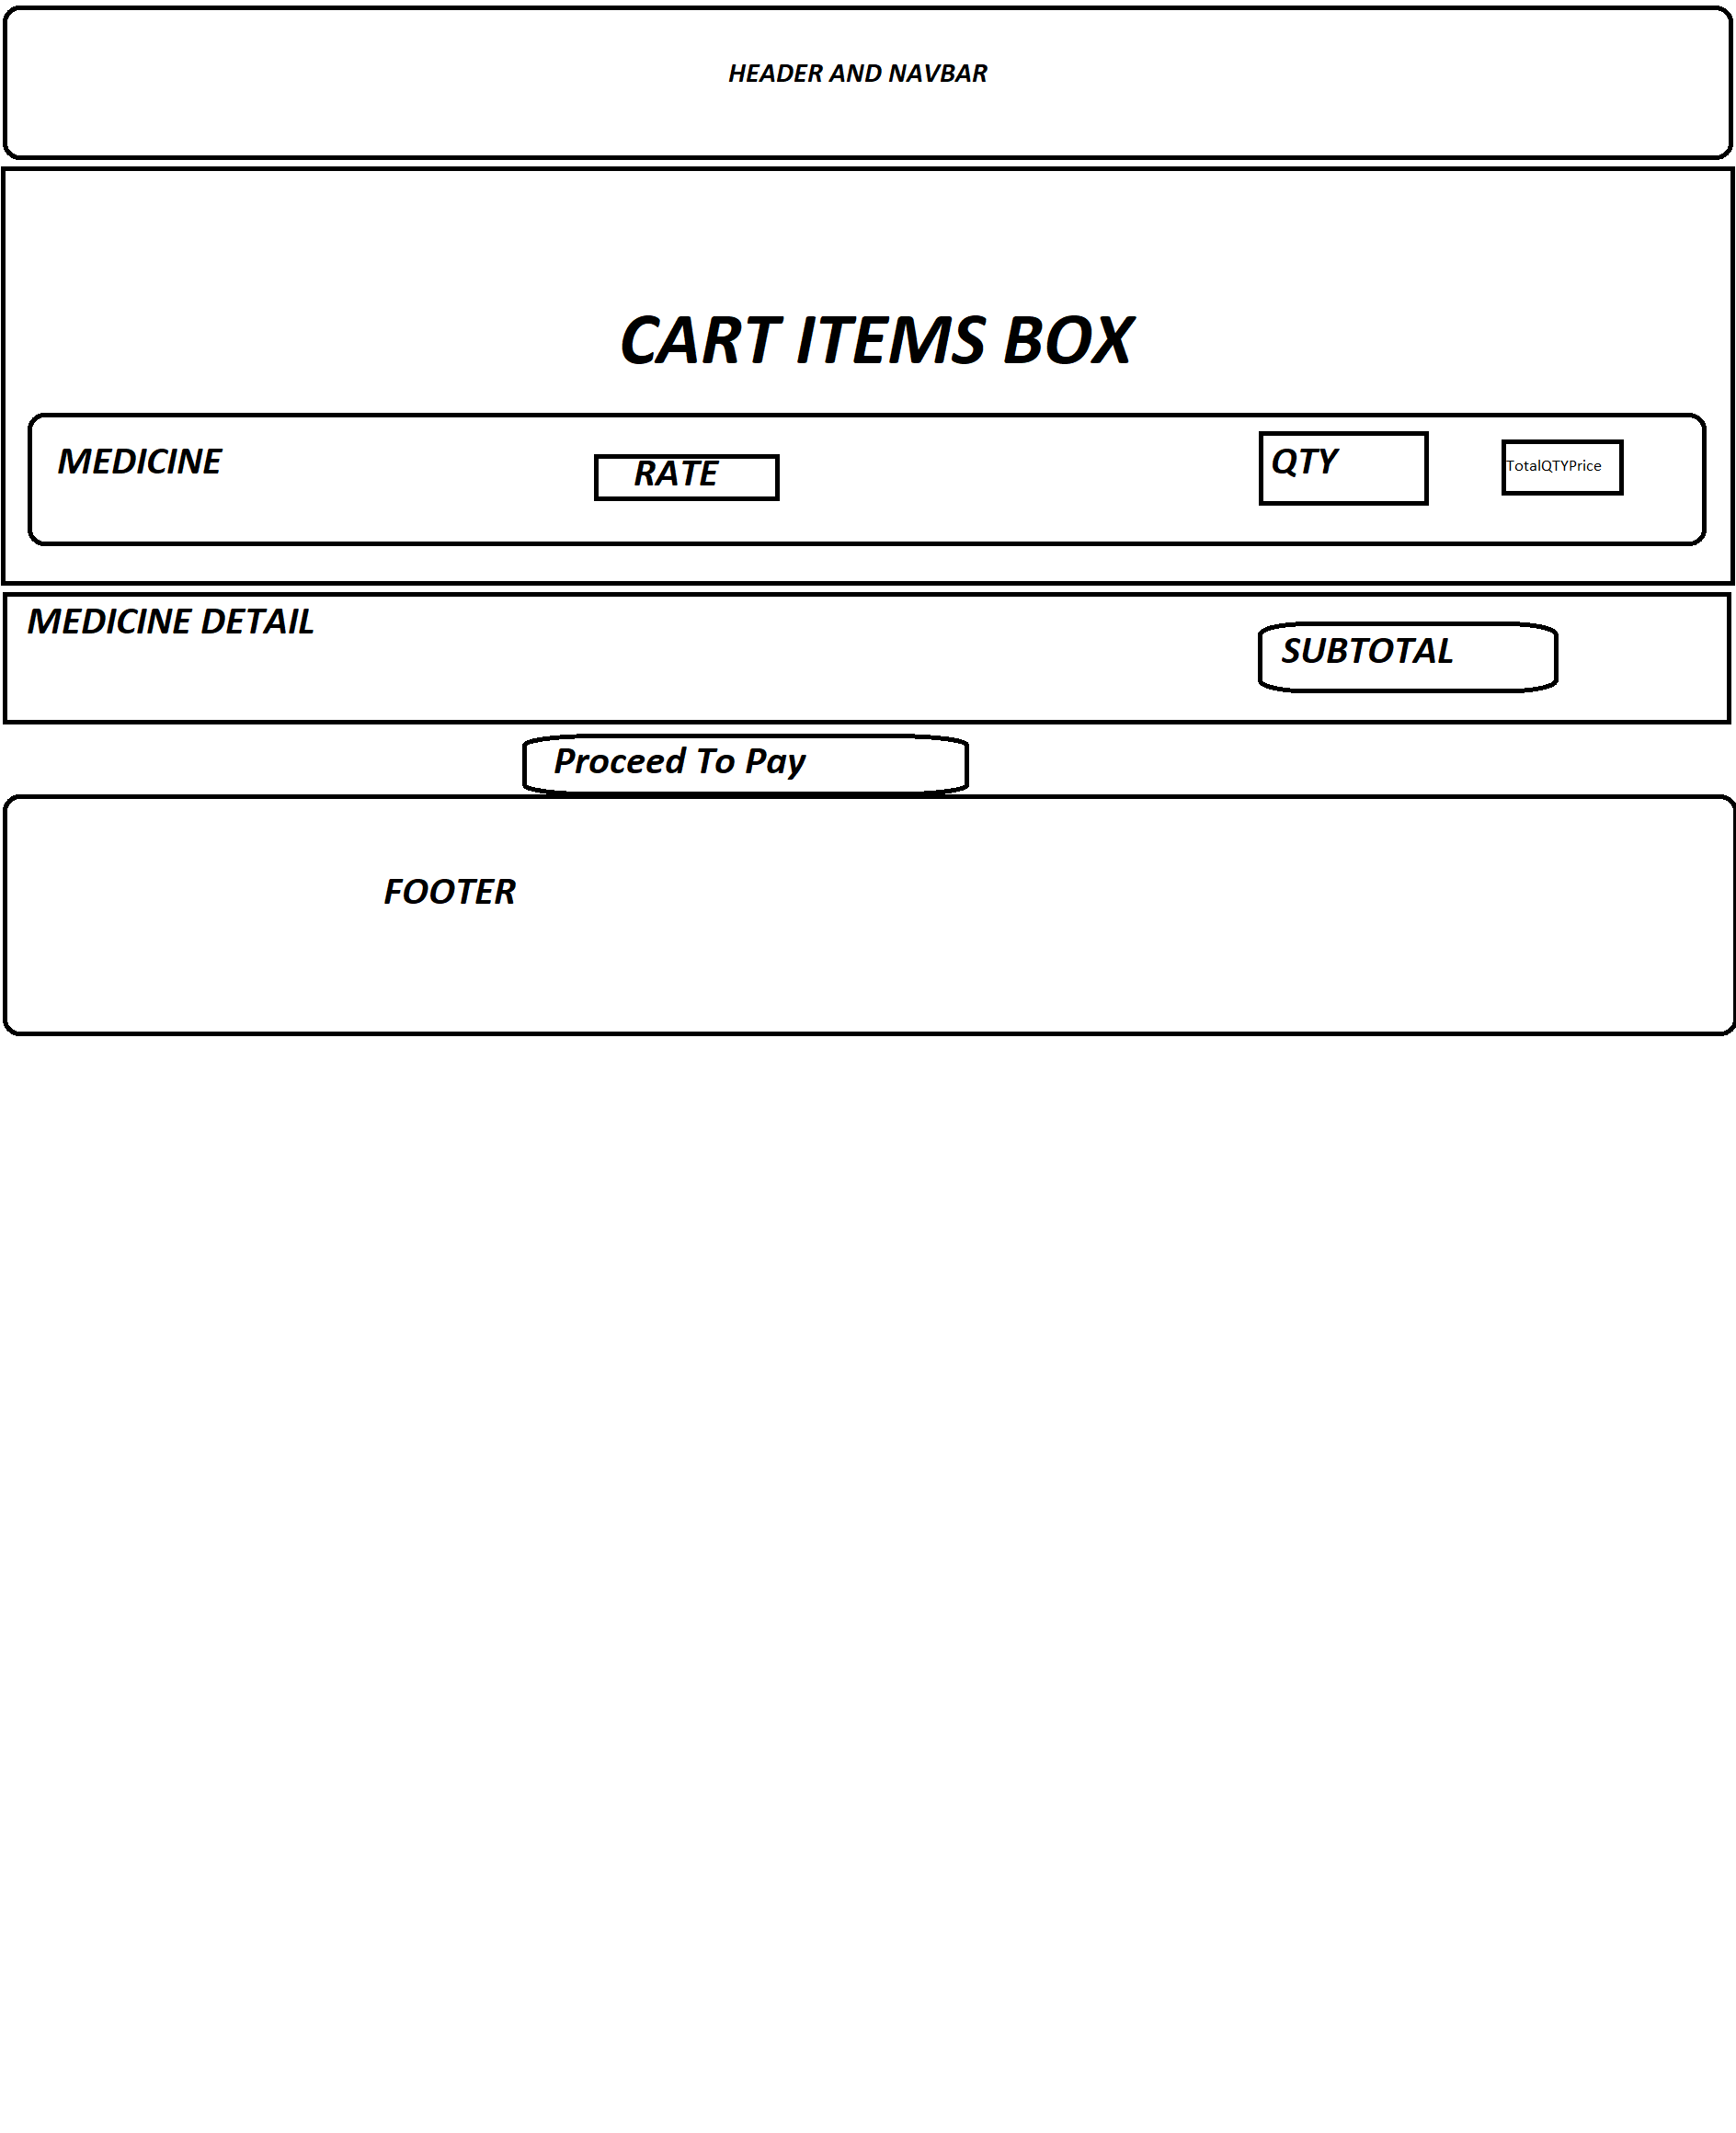 HEADER AND NAVBAR
CART ITEMS BOX
MEDICINE
RATE
QTY
TotalQTYPrice
MEDICINE DETAIL
SUBTOTAL
Proceed To Pay
FOOTER